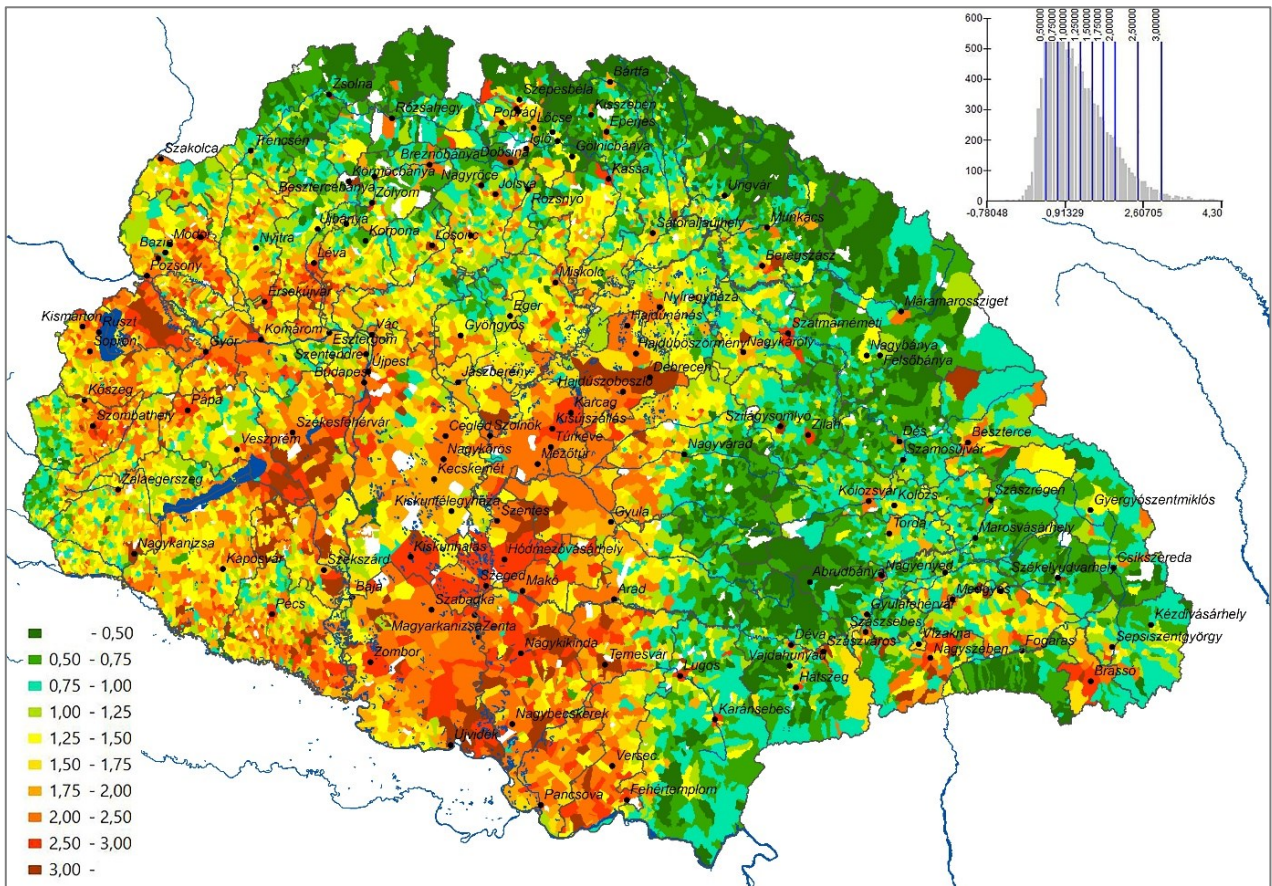 600
500
400
300
200
100
0
-0.78048
0.91329
2.60705
4.30
0,50000
0,75000
1,00000
1,25000
1,50000
1,75000
2,00000
2,50000
3,00000
Bártfa
Zsolna
Szepesbéla
Kisszeben
Rózsahegy
Poprád
Lőcse
Eperjes
Trencsén
Igló
Szakolca
Breznóbánya
Dobsina
Gölnicbánya
Körmöcbánya
Nagyrőce
Kassa
Besztercebánya
Jolsva
Zólyom
Rozsnyó
Ungvár
Újbánya
Modor
Nyitra
Korpona
Losonc
Sátoraljaújhely
Munkács
Bazin
Léva
Pozsony
Miskolc
Beregszász
Érsekújvár
Nyíregyháza
Máramarossziget
Kismarton
Ruszt
Eger
Hajdúnánás
Komárom
Vác
Gyöngyös
Szatmárnémeti
Sopron
Győr
Esztergom
Szentendre
Hajdúböszörmény
Nagykároly
Nagybánya
Felsőbánya
Újpest
Budapest
Jászberény
Debrecen
Hajdúszoboszló
Kőszeg
Pápa
Karcag
Szombathely
Kisújszállás
Szilágysomlyó
Zilah
Székesfehérvár
Cegléd
Szolnok
Túrkeve
Dés
Beszterce
Veszprém
Nagykőrös
Mezőtúr
Nagyvárad
Szamosújvár
Kecskemét
Zalaegerszeg
Kiskunfélegyháza
Kolozsvár
Kolozs
Szászrégen
Gyergyószentmiklós
Szentes
Gyula
Torda
Marosvásárhely
Nagykanizsa
Kiskunhalas
Hódmezővásárhely
Kaposvár
Szekszárd
Csíkszereda
Abrudbánya
Nagyenyed
Székelyudvarhely
Szeged
Makó
Baja
Arad
Medgyes
Pécs
Szabadka
Gyulafehérvár
Kézdivásárhely
Magyarkanizsa
Zenta
Szászsebes
Déva
Vízakna
Fogaras
Sepsiszentgyörgy
Zombor
Nagykikinda
Temesvár
Lugos
Vajdahunyad
Szászváros
Nagyszeben
Brassó
Hátszeg
Nagybecskerek
Karánsebes
Újvidék
Versec
Pancsova
Fehértemplom
- 0,50
0,50 - 0,75
0,75 - 1,00
1,00 - 1,25
1,25 - 1,50
1,50 - 1,75
1,75 - 2,00
2,00 - 2,50
2,50 - 3,00
3,00 -